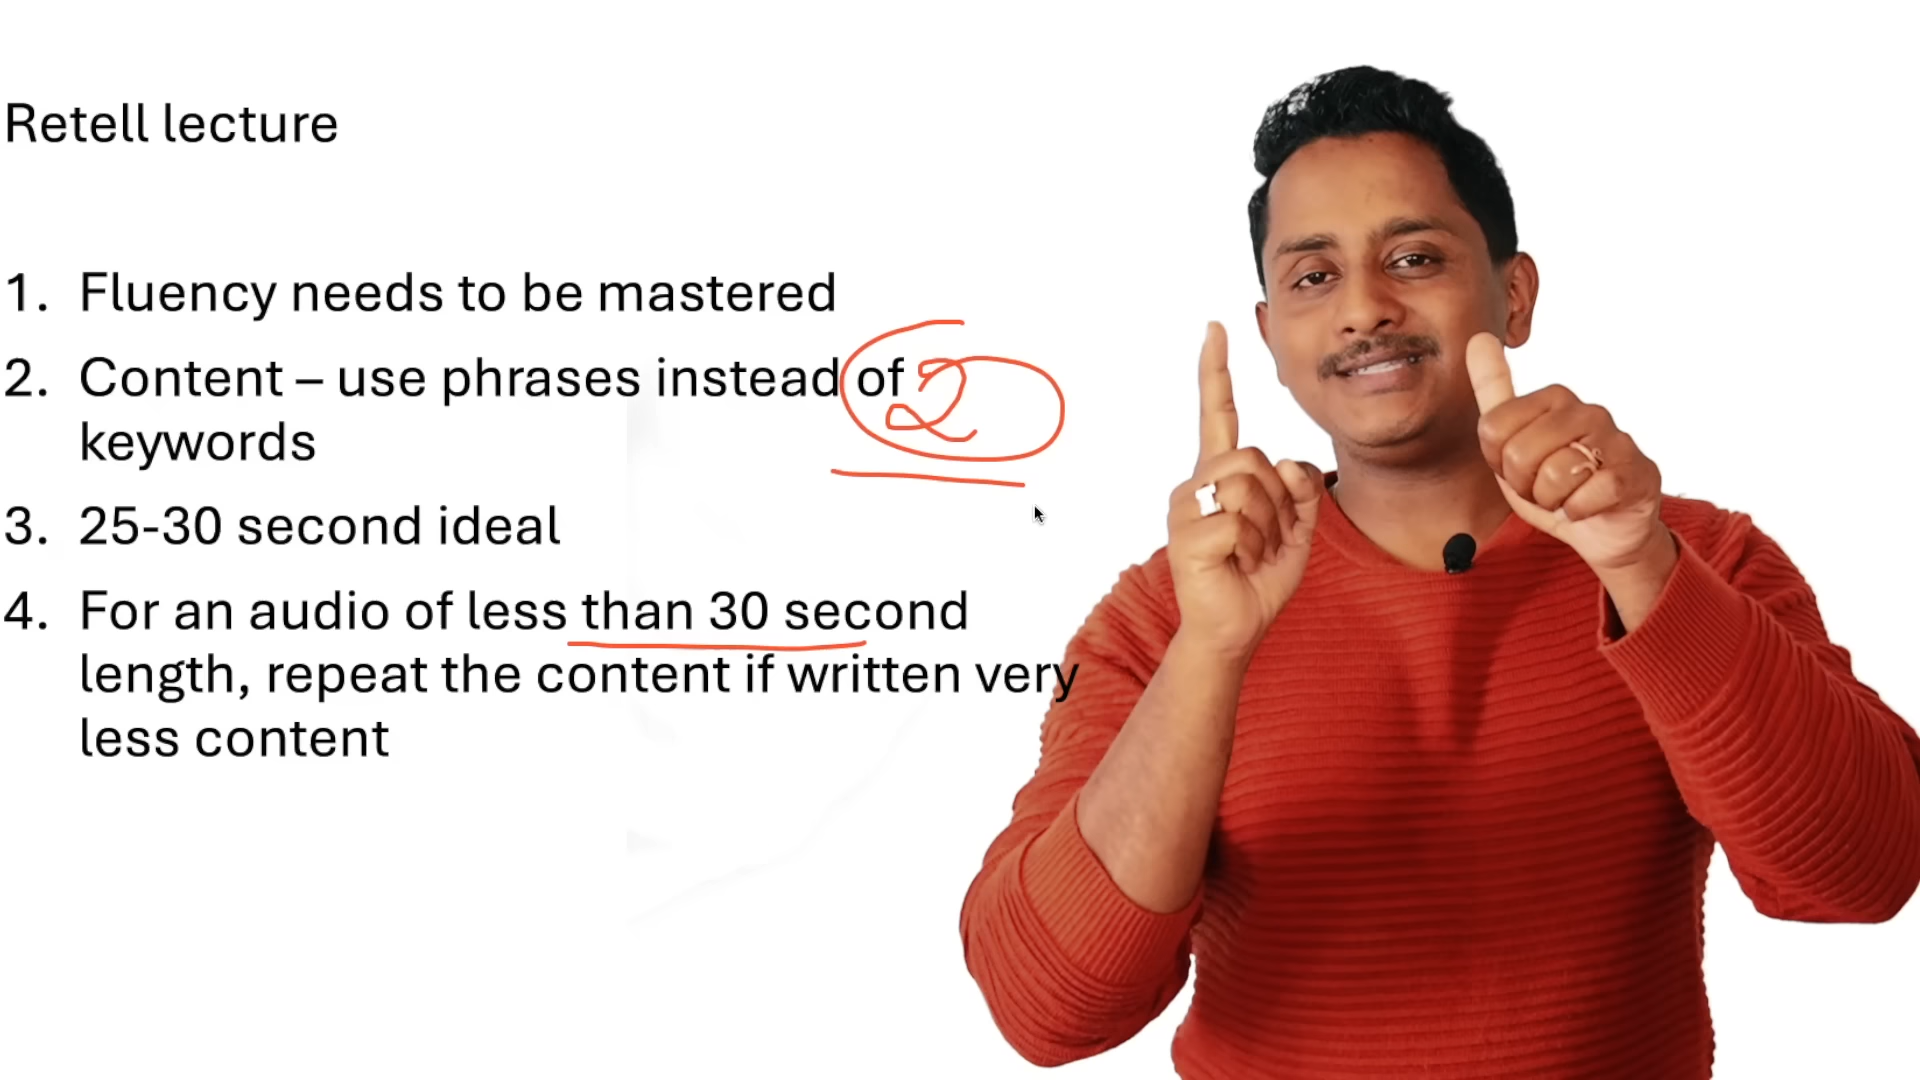 Retell lecture
1. Fluency needs to be mastered
2. Content – use phrases instead of
2
keywords
3. 25-30 second ideal
4. For an audio of less than 30 second
length, repeat the content if written very
less content